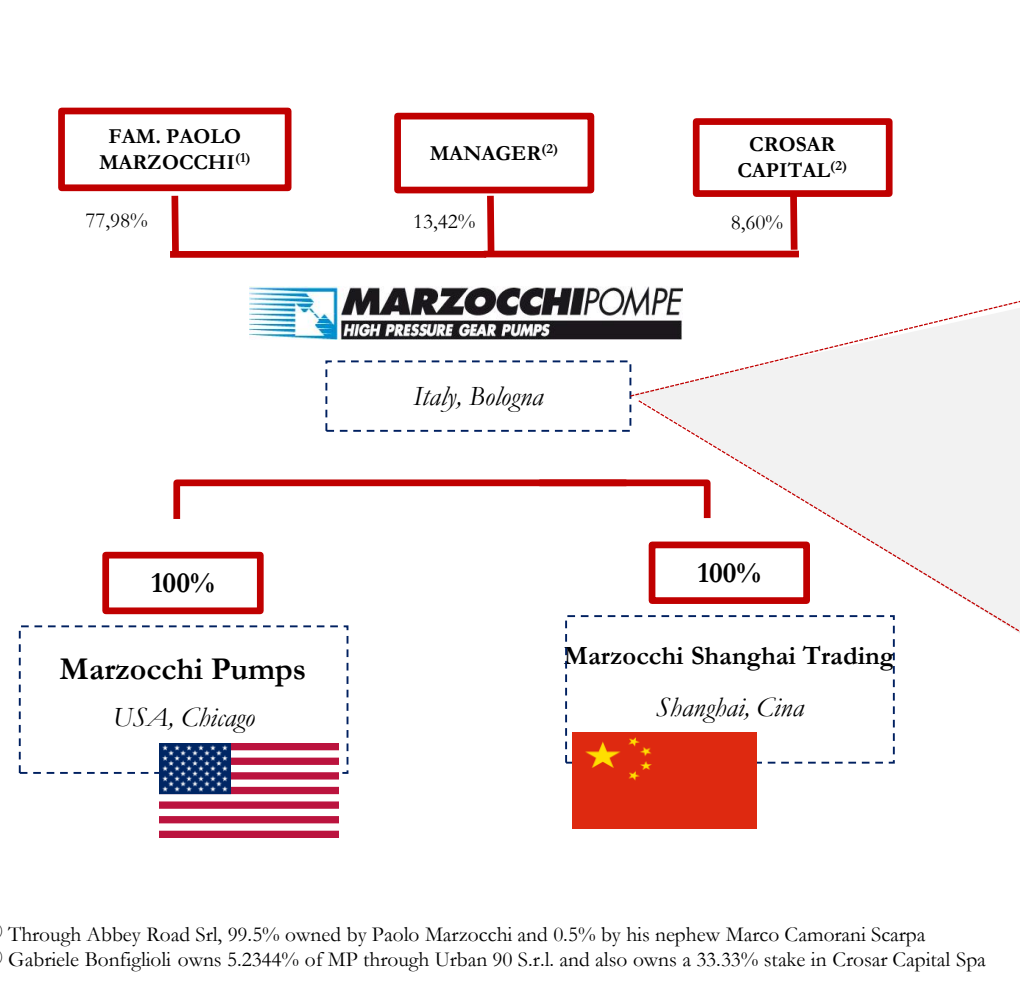 FAM. PAOLO
MARZOCCHI(1)
MANAGER(2)
CROSAR
CAPITAL(2)
77,98%
13,42%
8,60%
MARZOCCHIPOMPE
HIGH PRESSURE GEAR PUMPS
Italy, Bologna
100%
100%
Marzocchi Pumps
USA, Chicago
Marzocchi Shanghai Trading
Shanghai, Cina
) Through Abbey Road Srl, 99.5% owned by Paolo Marzocchi and 0.5% by his nephew Marco Camorani Scarpa
) Gabriele Bonfiglioli owns 5.2344% of MP through Urban 90 S.r.l. and also owns a 33.33% stake in Crosar Capital Spa